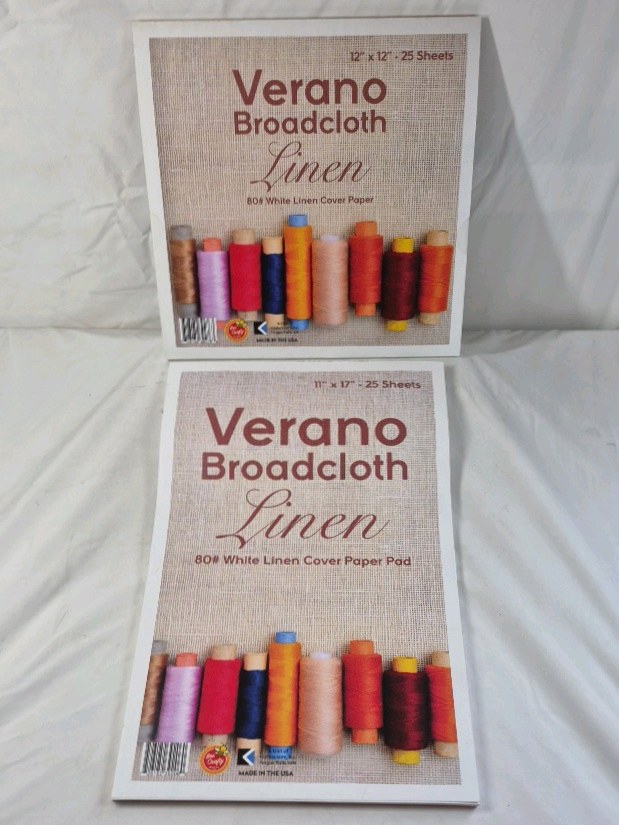 12" x 12" - 25 Sheets
Verano
Broadcloth
Linen
80# White Linen Cover Paper
MADE IN THE USA
11" x 17" - 25 Sheets
Verano
Broadcloth
Linen
80# White Linen Cover Paper Pad
MADE IN THE USA